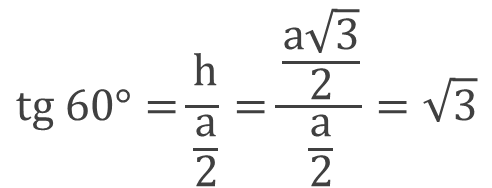 tg 60° = h / (a/2) = (a√3/2) / (a/2) = √3